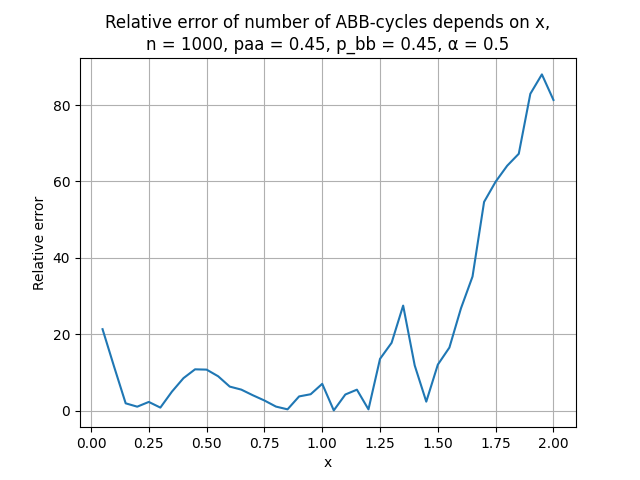 Relative error of number of ABB-cycles depends on x,
n = 1000, paa = 0.45, p_bb = 0.45, α = 0.5
Relative error
80
60
40
20
0
0.00 0.25 0.50 0.75 1.00 1.25 1.50 1.75 2.00
x